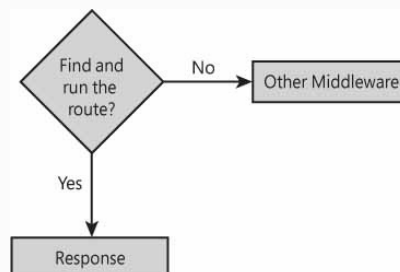 Find and
run the
route?
No
Other Middleware
Yes
Response